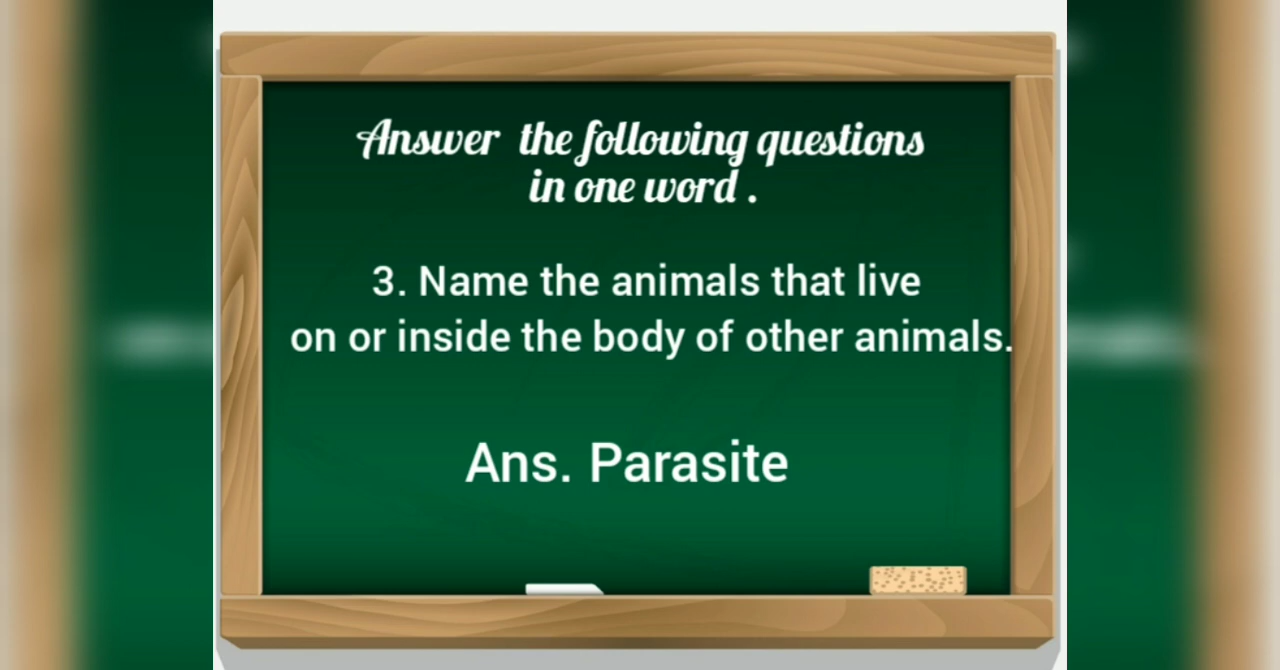 Answer the following questions
in one word .
3. Name the animals that live
on or inside the body of other animals.
Ans. Parasite